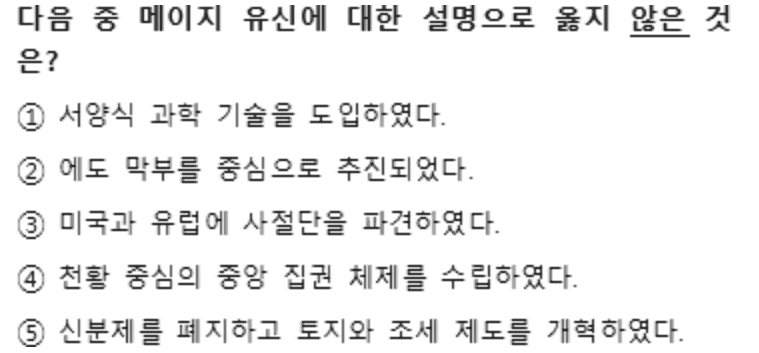 다음 중 메이지 유신에 대한 설명으로 옳지 않은 것
은?
① 서양식 과학 기술을 도입하였다.
② 에도 막부를 중심으로 추진되었다.
③ 미국과 유럽에 사절단을 파견하였다.
④ 천황 중심의 중앙 집권 체제를 수립하였다.
⑤ 신분제를 폐지하고 토지와 조세 제도를 개혁하였다.